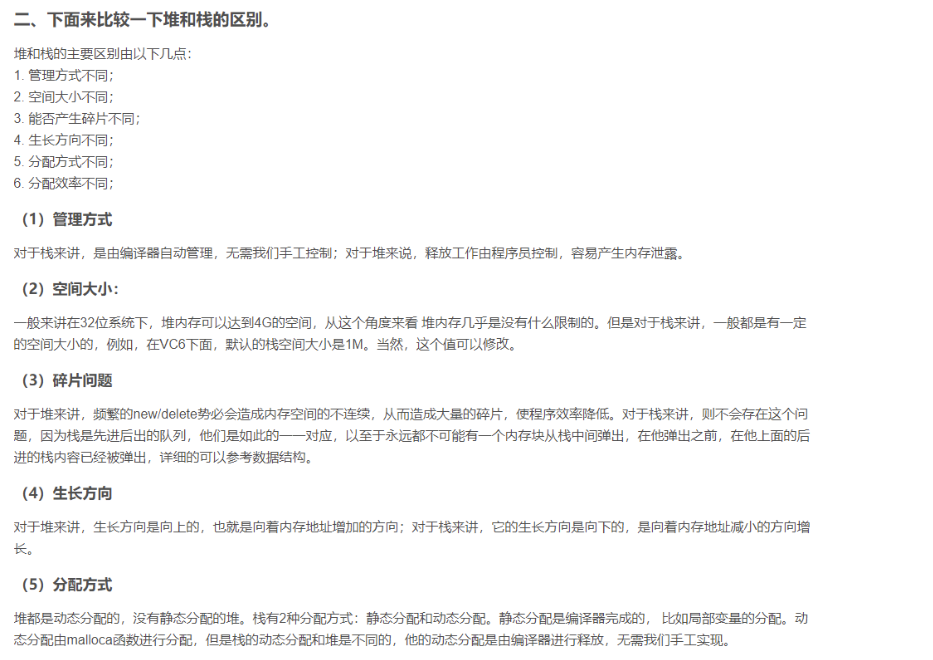 二、下面来比较一下堆和栈的区别。
堆和栈的主要区别由以下几点：
1. 管理方式不同；
2. 空间大小不同；
3. 能否产生碎片不同；
4. 生长方向不同；
5. 分配方式不同；
6. 分配效率不同；
（1）管理方式
对于栈来讲，是由编译器自动管理，无需我们手工控制；对于堆来说，释放工作由程序员控制，容易产生内存泄露。
（2）空间大小：
一般来讲在32位系统下，堆内存可以达到4G的空间，从这个角度来看 堆内存几乎是没有什么限制的。但是对于栈来讲，一般都是有一定
的空间大小的，例如，在VC6下面，默认的栈空间大小是1M。当然，这个值可以修改。
（3）碎片问题
对于堆来讲，频繁的new/delete势必会造成内存空间的不连续，从而造成大量的碎片，使程序效率降低。对于栈来讲，则不会存在这个问
题，因为栈是先进后出的队列，他们是如此的一一对应，以至于永远都不可能有一个内存块从栈中间弹出，在他弹出之前，在他上面的后
进的栈内容已经被弹出，详细的可以参考数据结构。
（4）生长方向
对于堆来讲，生长方向是向上的，也就是向着内存地址增加的方向；对于栈来讲，它的生长方向是向下的，是向着内存地址减小的方向增
长。
（5）分配方式
堆都是动态分配的，没有静态分配的堆。栈有2种分配方式：静态分配和动态分配。静态分配是编译器完成的， 比如局部变量的分配。动
态分配由malloca函数进行分配，但是栈的动态分配和堆是不同的，他的动态分配是由编译器进行释放，无需我们手工实现。